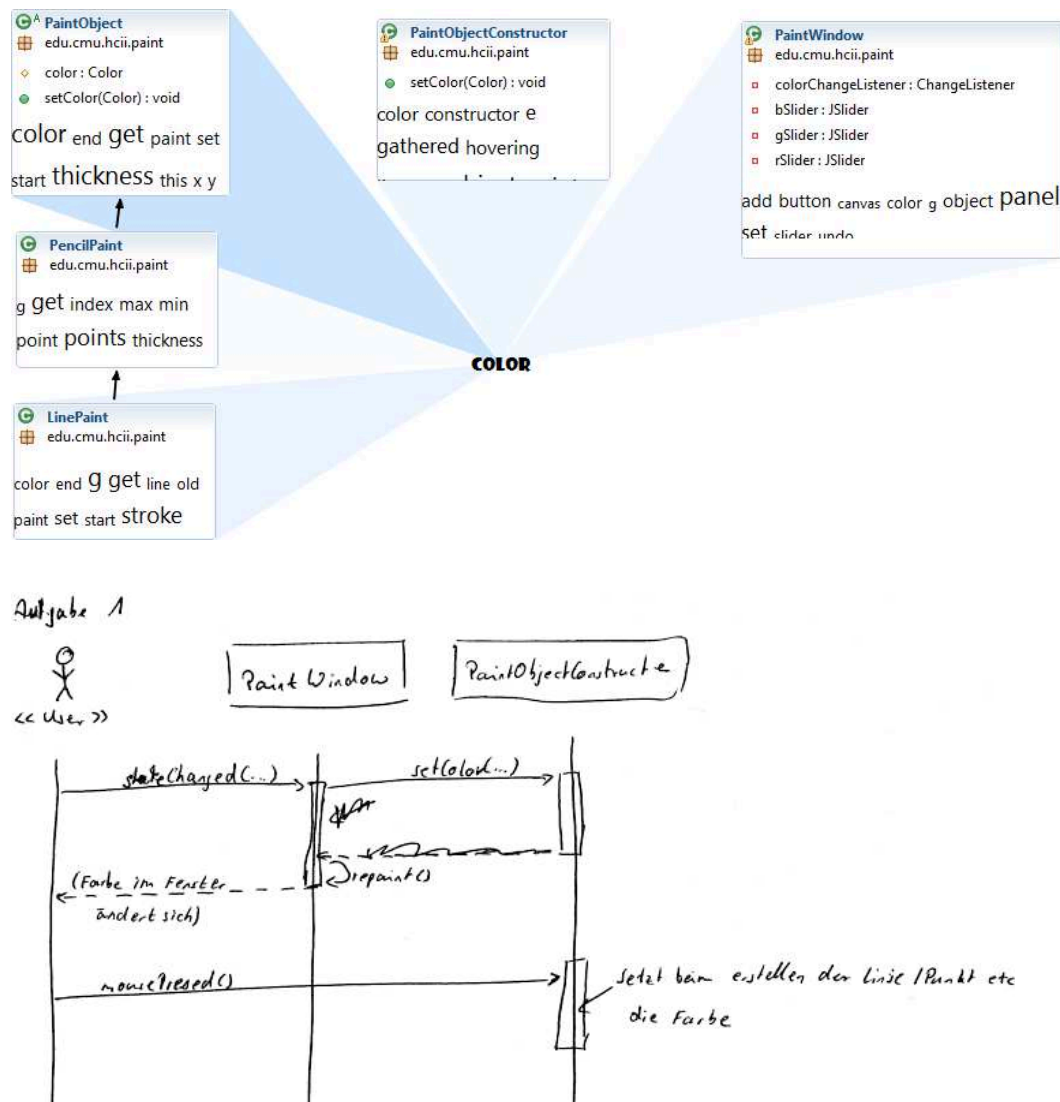 PaintObject
edu.cmu.hcii.paint
color : Color
setColor(Color) : void
color end get paint set
start thickness this x y
PencilPaint
edu.cmu.hcii.paint
g get index max min
point points thickness
LinePaint
edu.cmu.hcii.paint
color end g get line old
paint set start stroke
PaintObjectConstructor
edu.cmu.hcii.paint
setColor(Color) : void
color constructor e
gathered hovering
PaintWindow
edu.cmu.hcii.paint
colorChangeListener : ChangeListener
bSlider : JSlider
gSlider : JSlider
rSlider : JSlider
add button canvas color g object panel
set slider undo
COLOR
Aufgabe 1
<< User >>
Paint Window
PaintObjectConstructe
stateChanged(...)
setColor(...)
repaint()
(Farbe im Fenster
ändert sich)
mousePresed()
setzt beim erstellen der Linie / Punkt etc
die Farbe